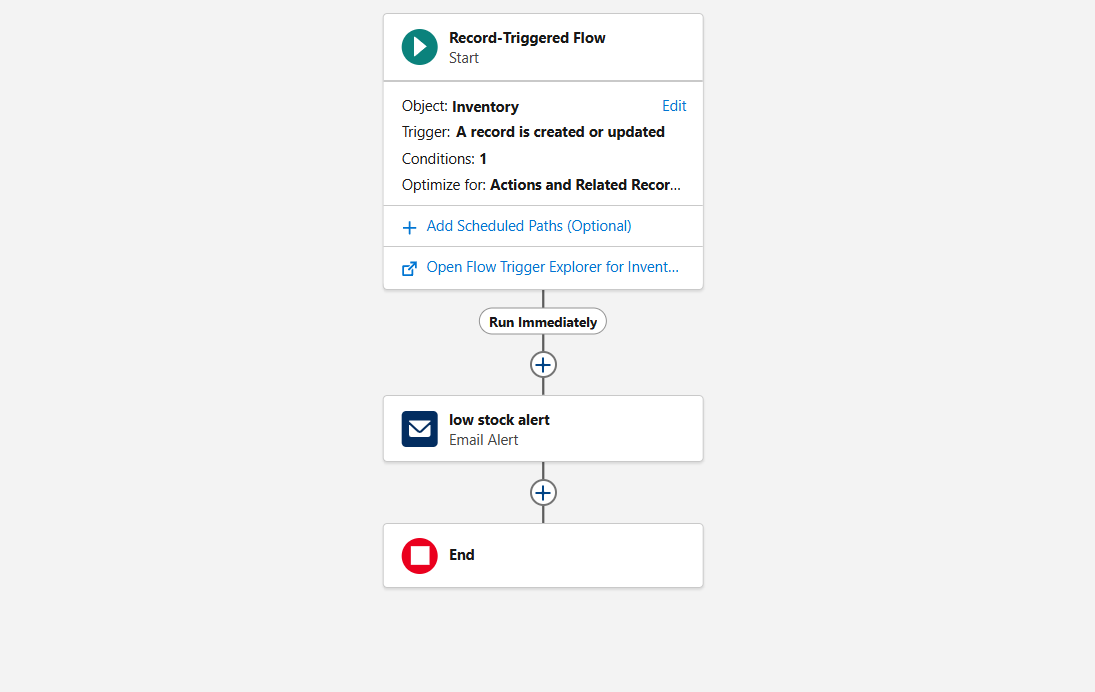 Record-Triggered Flow
Start
Object: Inventory Edit
Trigger: A record is created or updated
Conditions: 1
Optimize for: Actions and Related Recor...
Add Scheduled Paths (Optional)
Open Flow Trigger Explorer for Invent...
Run Immediately
low stock alert
Email Alert
End